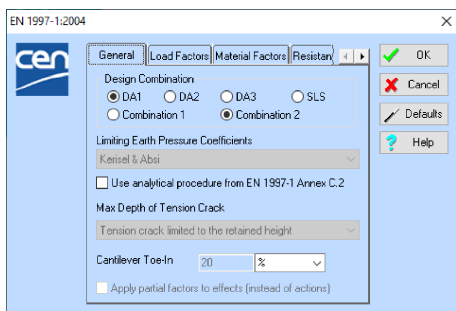 EN 1997-1:2004
cen
General Load Factors Material Factors Resistan
Design Combination
DA1 DA2 DA3 SLS
Combination 1 Combination 2
Limiting Earth Pressure Coefficients
Kerisel & Absi
Use analytical procedure from EN 1997-1 Annex C.2
Max Depth of Tension Crack
Tension crack limited to the retained height
Cantilever Toe-In 20 %
Apply partial factors to effects (instead of actions)
OK
Cancel
Defaults
? Help